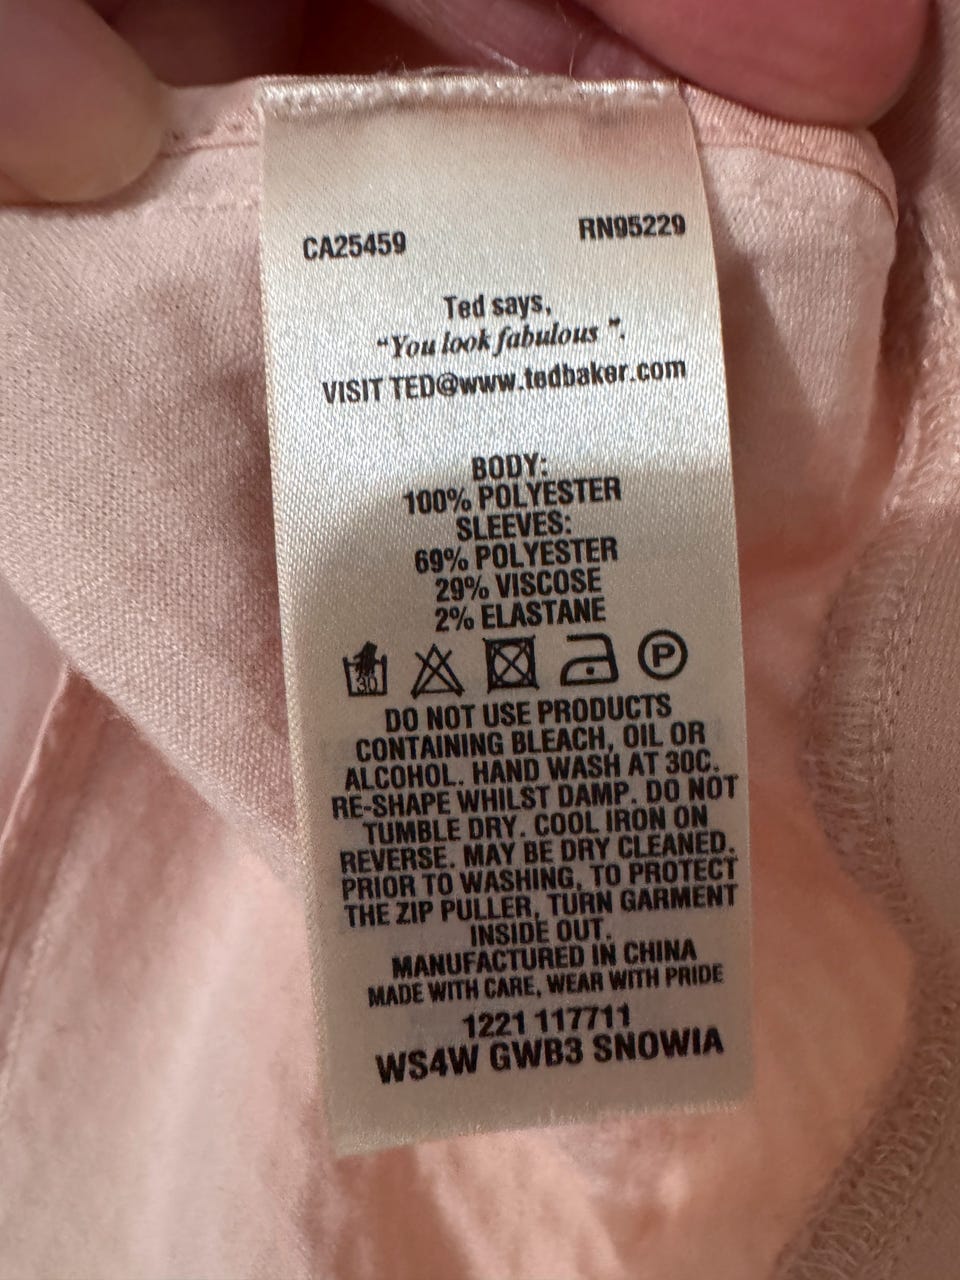 CA25459 RN95229
Ted says,
"You look fabulous ".
VISIT TED@www.tedbaker.com
BODY:
100% POLYESTER
SLEEVES:
69% POLYESTER
29% VISCOSE
2% ELASTANE
30 P
DO NOT USE PRODUCTS
CONTAINING BLEACH, OIL OR
ALCOHOL. HAND WASH AT 30C.
RE-SHAPE WHILST DAMP. DO NOT
TUMBLE DRY. COOL IRON ON
REVERSE. MAY BE DRY CLEANED.
PRIOR TO WASHING, TO PROTECT
THE ZIP PULLER, TURN GARMENT
INSIDE OUT.
MANUFACTURED IN CHINA
MADE WITH CARE, WEAR WITH PRIDE
1221 117711
WS4W GWB3 SNOWIA